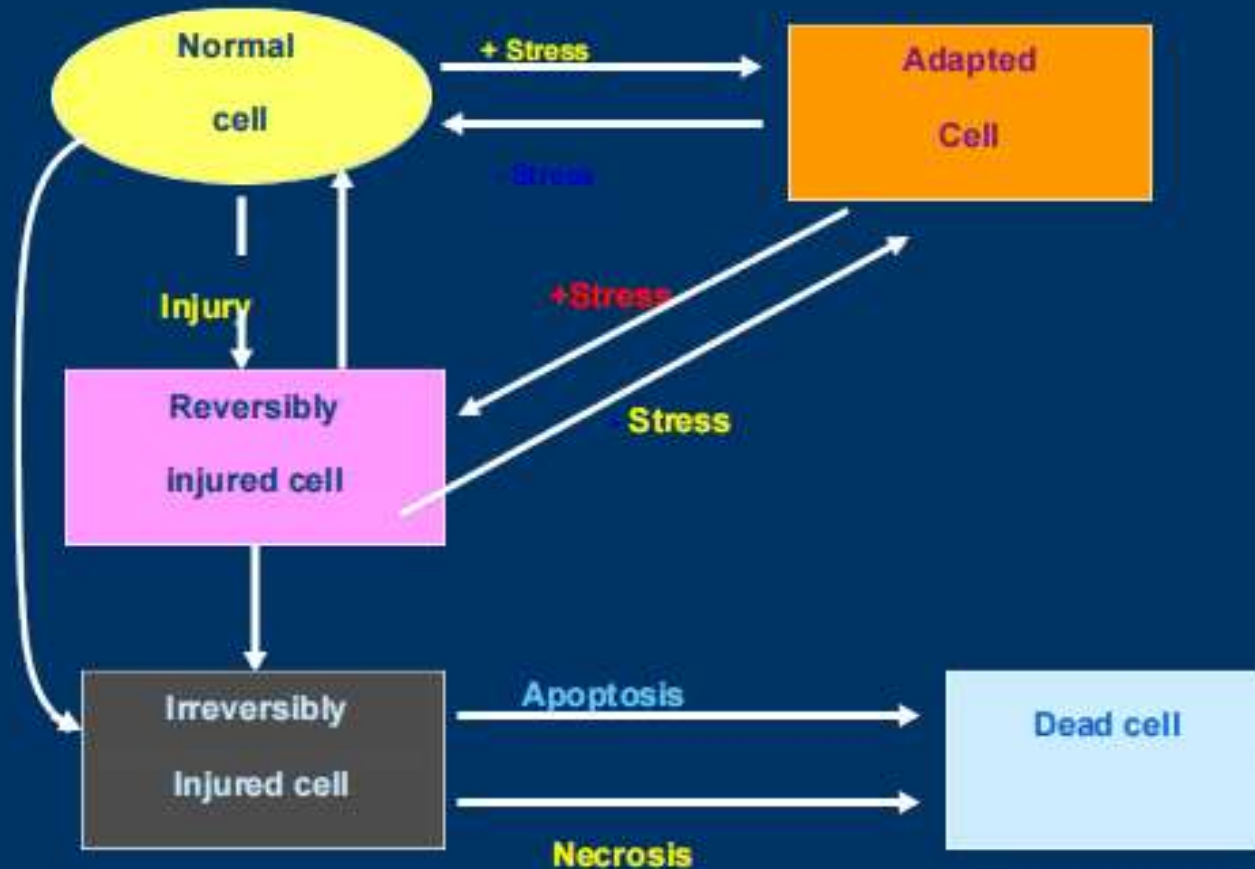 Normal
cell
+ Stress
Adapted
Cell
- Stress
Injury
+Stress
Reversibly
injured cell
- Stress
Irreversibly
Injured cell
Apoptosis
Dead cell
Necrosis